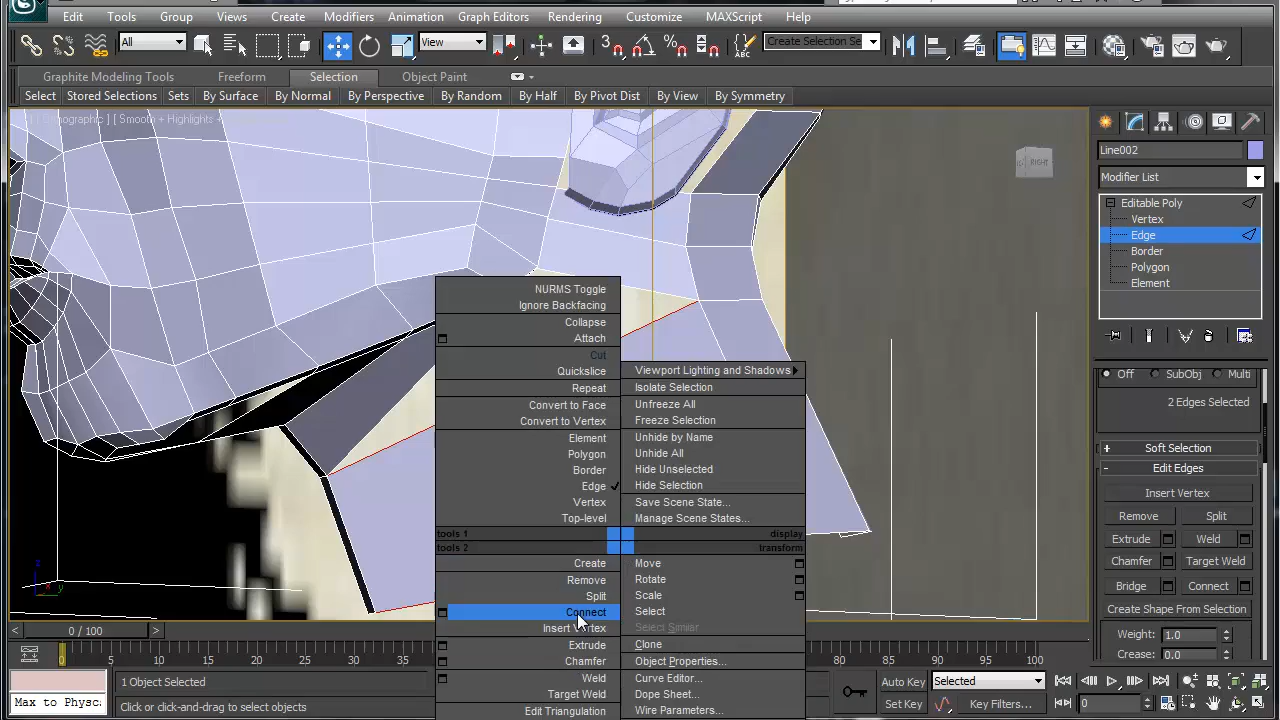 Edit Tools Group Views Create Modifiers Animation Graph Editors Rendering Customize MAXScript Help
All View 3 ABC Create Selection Se
Graphite Modeling Tools Freeform Selection Object Paint
Select Stored Selections Sets By Surface By Normal By Perspective By Random By Half By Pivot Dist By View By Symmetry
[ Smooth + Highlights
RIGHT
Line002
Modifier List
Editable Poly
Vertex
Edge
Border
Polygon
Element
Off SubObj Multi
2 Edges Selected
+ Soft Selection
- Edit Edges
Insert Vertex
Remove Split
Extrude Weld
Chamfer Target Weld
Bridge Connect
Create Shape From Selection
Weight: 1.0
Crease: 0.0
NURMS Toggle
Ignore Backfacing
Collapse
Attach
Cut
Quickslice
Repeat
Convert to Face
Convert to Vertex
Element
Polygon
Border
Edge
Vertex
Top-level
tools 1
tools 2
Create
Remove
Split
Connect
Insert Vertex
Extrude
Chamfer
Weld
Target Weld
Edit Triangulation
Viewport Lighting and Shadows
Isolate Selection
Unfreeze All
Freeze Selection
Unhide by Name
Unhide All
Hide Unselected
Hide Selection
Save Scene State...
Manage Scene States...
display
transform
Move
Rotate
Scale
Select
Select Similar
Clone
Object Properties...
Curve Editor...
Dope Sheet...
Wire Parameters...
z
x y
< 0 / 100 >
0 5 10 15 20 25 30 35 80 85 90 95 100
1 Object Selected
Max to Physca
Click or click-and-drag to select objects
Auto Key Selected
Set Key Key Filters...
0